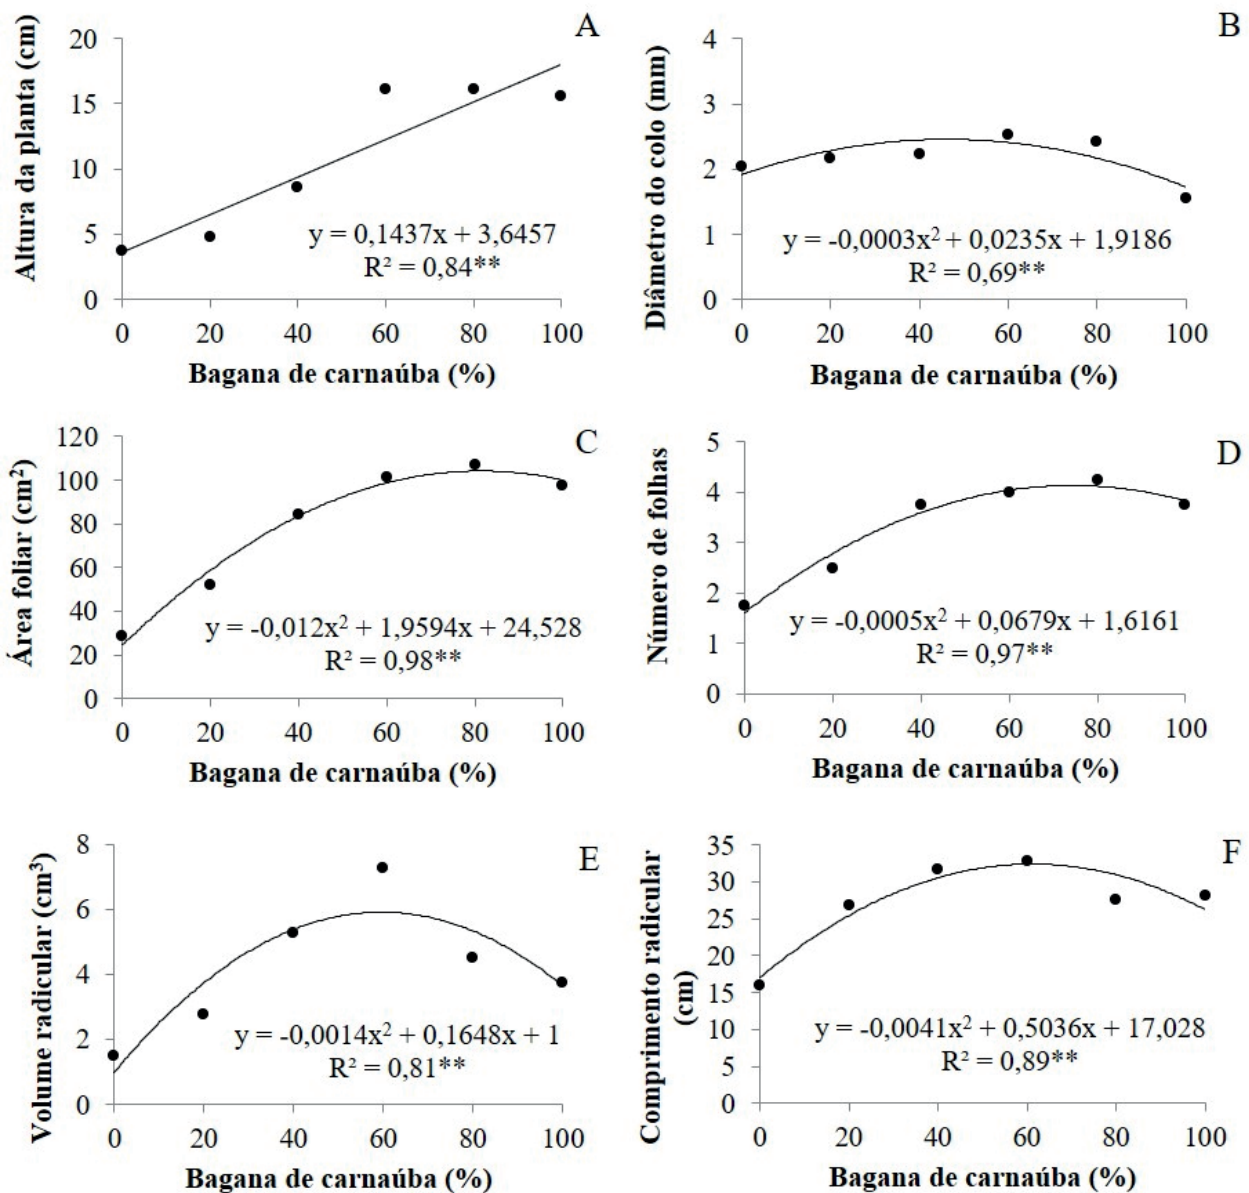 A
Altura da planta (cm)
20
15
10
5
0
y = 0,1437x + 3,6457
R² = 0,84**
0 20 40 60 80 100
Bagana de carnaúba (%)
B
Diâmetro do colo (mm)
4
3
2
1
0
y = -0,0003x² + 0,0235x + 1,9186
R² = 0,69**
0 20 40 60 80 100
Bagana de carnaúba (%)
C
Área foliar (cm²)
120
100
80
60
40
20
0
y = -0,012x² + 1,9594x + 24,528
R² = 0,98**
0 20 40 60 80 100
Bagana de carnaúba (%)
D
Número de folhas
5
4
3
2
1
0
y = -0,0005x² + 0,0679x + 1,6161
R² = 0,97**
0 20 40 60 80 100
Bagana de carnaúba (%)
E
Volume radicular (cm³)
8
6
4
2
0
y = -0,0014x² + 0,1648x + 1
R² = 0,81**
0 20 40 60 80 100
Bagana de carnaúba (%)
F
Comprimento radicular
(cm)
35
30
25
20
15
10
5
0
y = -0,0041x² + 0,5036x + 17,028
R² = 0,89**
0 20 40 60 80 100
Bagana de carnaúba (%)